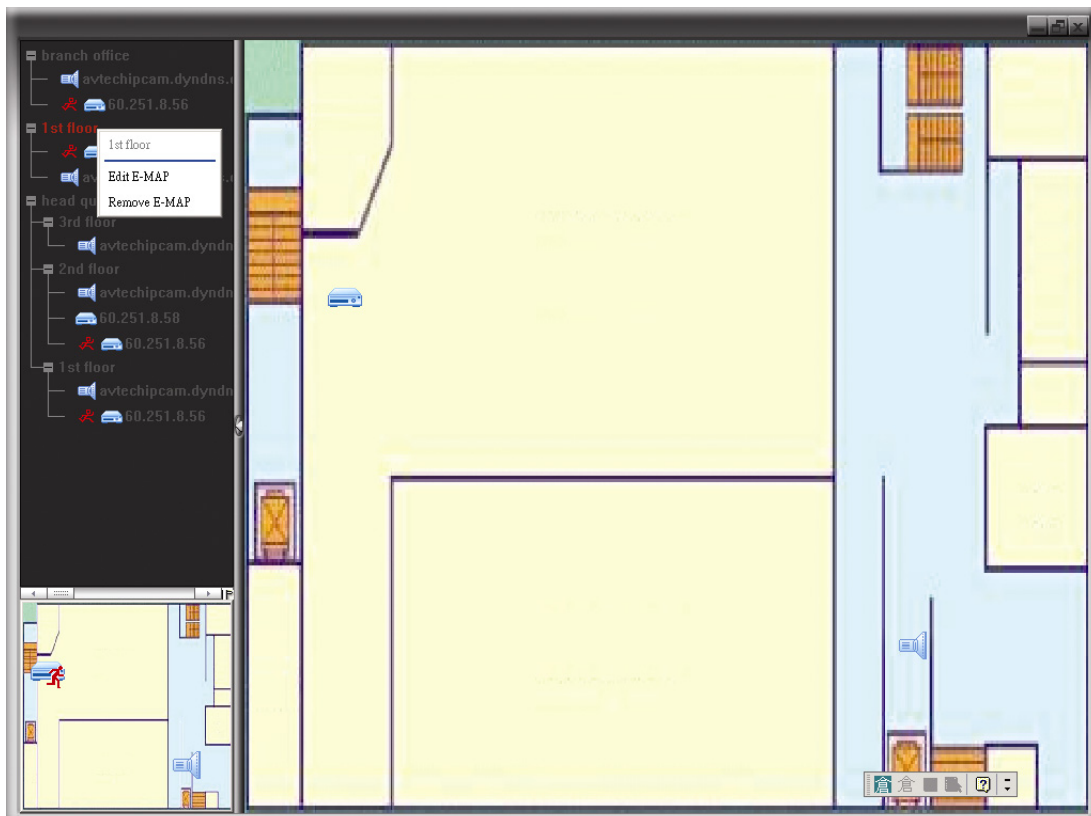 branch office
avtechipcam.dyndns.
60.251.8.56
1st floor
1st floor
Edit E-MAP
Remove E-MAP
head qu
3rd floor
avtechipcam.dyndn
2nd floor
avtechipcam.dyndn
60.251.8.58
60.251.8.56
1st floor
avtechipcam.dyndn
60.251.8.56
倉 倉